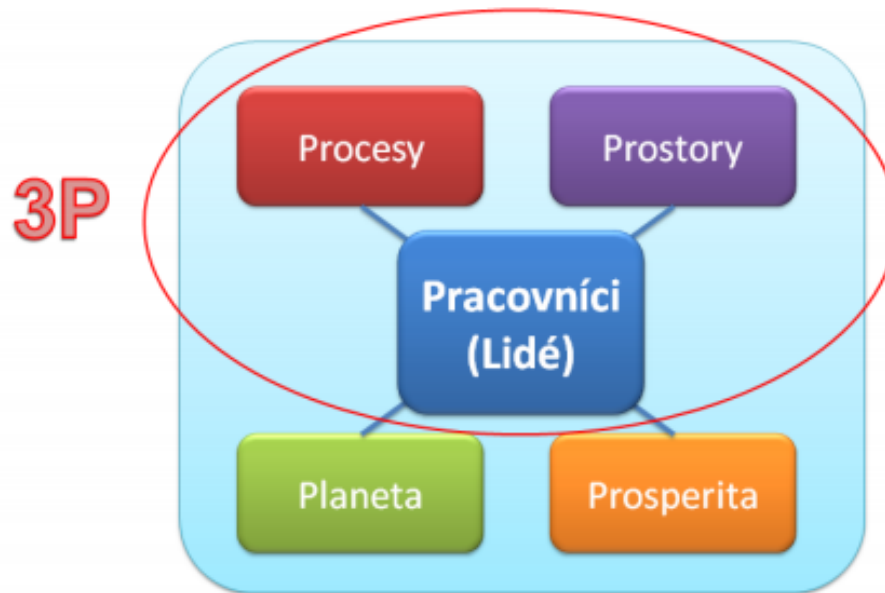 Procesy
Prostory
3P
Pracovníci
(Lidé)
Planeta
Prosperita